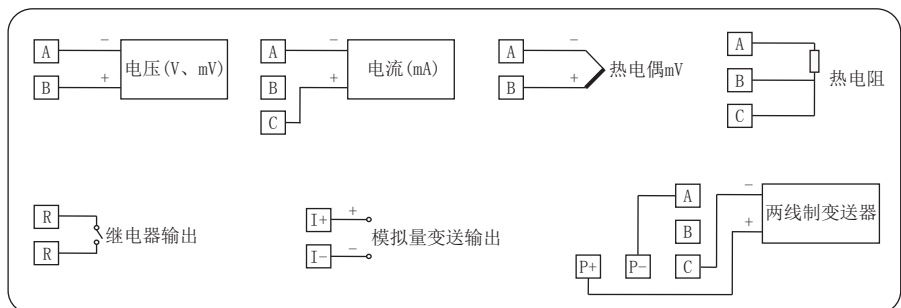 A − 电压(V、mV)
B +
A − 电流(mA)
B +
C
A − 热电偶mV
B +
A
B 热电阻
C
R 继电器输出
R
I+ + 模拟量变送输出
I− −
A − 两线制变送器
B +
P+ P− C